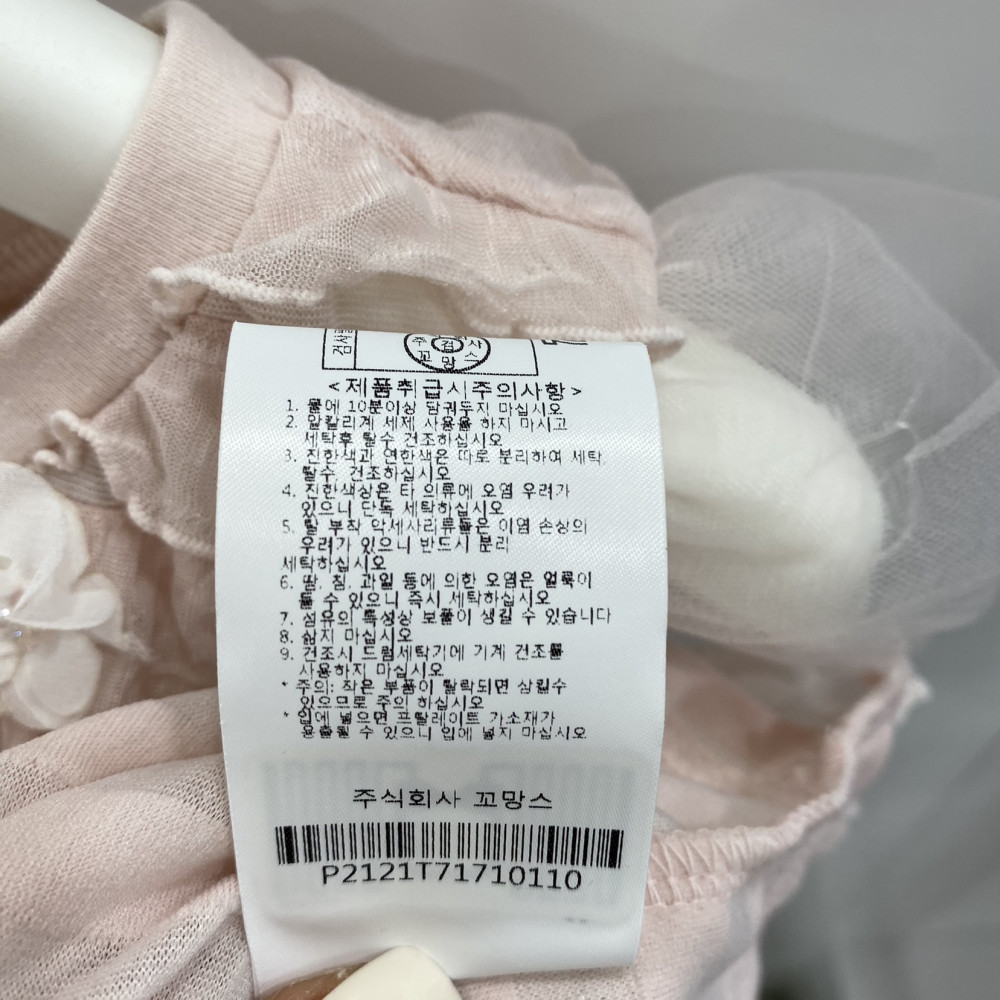 검사
주 회사
검
꼬망스
<제품취급시주의사항>
1. 물에 10분이상 담궈두지 마십시오
2. 알칼리계 세제 사용을 하지 마시고
세탁후 탈수 건조하십시오
3. 진한색과 연한색은 따로 분리하여 세탁,
탈수, 건조하십시오
4. 진한색상은 타 의류에 오염 우려가
있으니 단독 세탁하십시오
5. 탈 부착 악세사리류들은 이염 손상의
우려가 있으니 반드시 분리
세탁하십시오
6. 땀, 침, 과일 등에 의한 오염은 얼룩이
될 수 있으니 즉시 세탁하십시오
7. 섬유의 특성상 보풀이 생길 수 있습니다
8. 삶지 마십시오
9. 건조시 드럼세탁기에 기계 건조를
사용하지 마십시오
* 주의: 작은 부품이 탈락되면 삼킬수
있으므로 주의 하십시오
* 입에 넣으면 프탈레이트 가소재가
용출될 수 있으니 입에 넣지 마십시오
주식회사 꼬망스
P2121T71710110